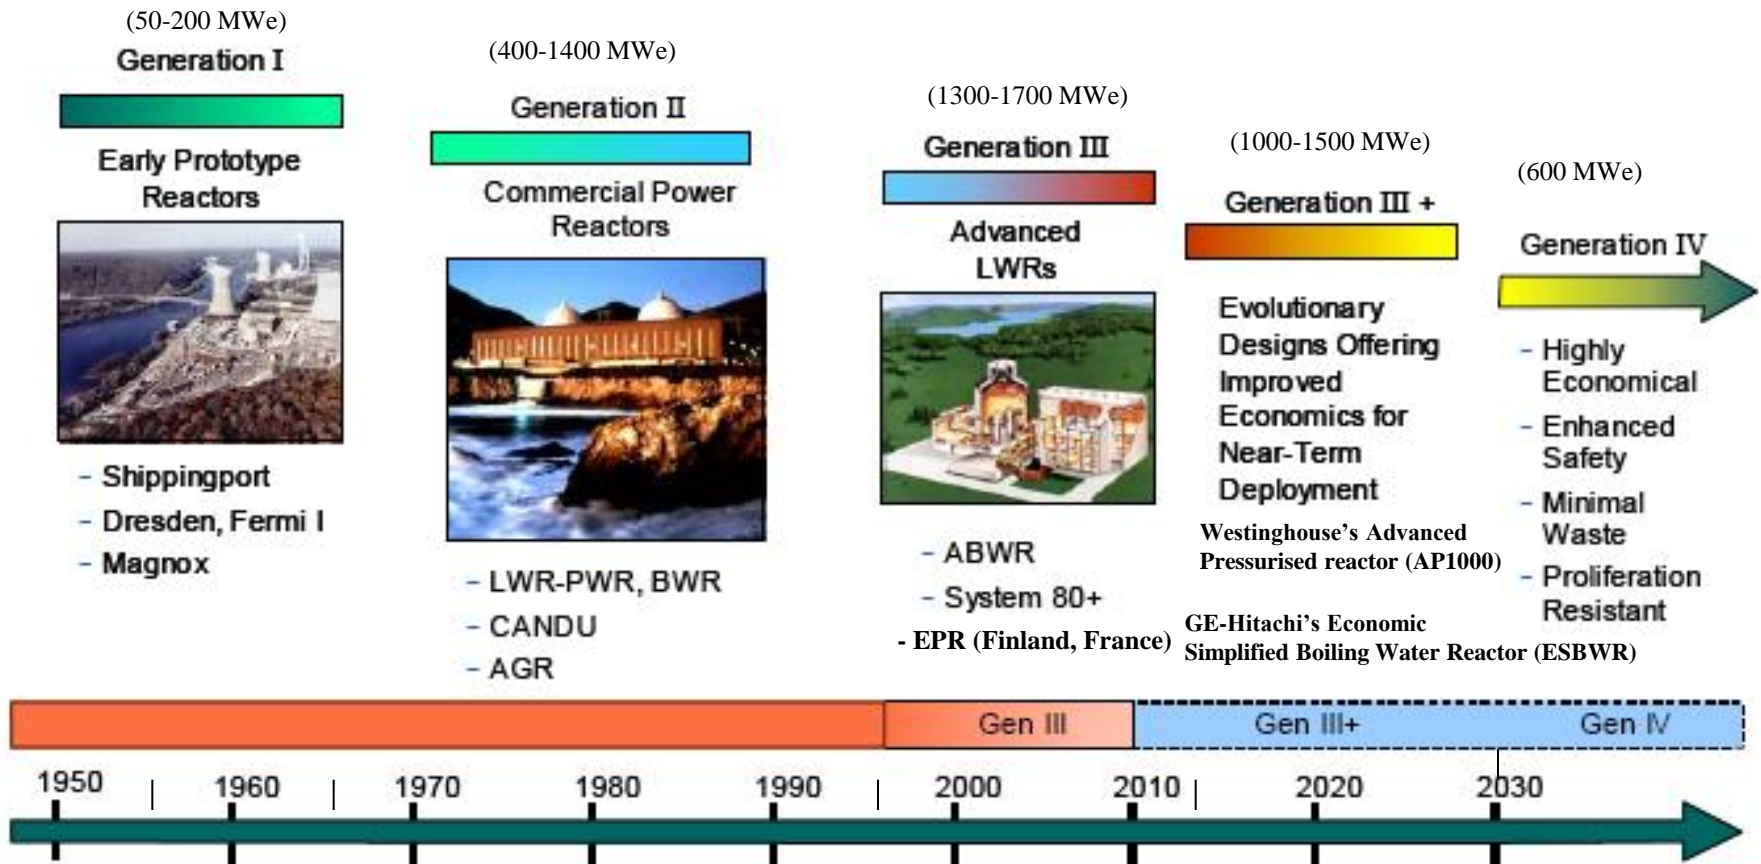 (50-200 MWe)
Generation I
Early Prototype
Reactors
- Shippingport
- Dresden, Fermi I
- Magnox
(400-1400 MWe)
Generation II
Commercial Power
Reactors
- LWR-PWR, BWR
- CANDU
- AGR
(1300-1700 MWe)
Generation III
Advanced
LWRs
- ABWR
- System 80+
- EPR (Finland, France)
(1000-1500 MWe)
Generation III +
Evolutionary
Designs Offering
Improved
Economics for
Near-Term
Deployment
Westinghouse's Advanced
Pressurised reactor (AP1000)
GE-Hitachi's Economic
Simplified Boiling Water Reactor (ESBWR)
(600 MWe)
Generation IV
- Highly
Economical
- Enhanced
Safety
- Minimal
Waste
- Proliferation
Resistant
Gen III
Gen III+
Gen IV
1950
1960
1970
1980
1990
2000
2010
2020
2030